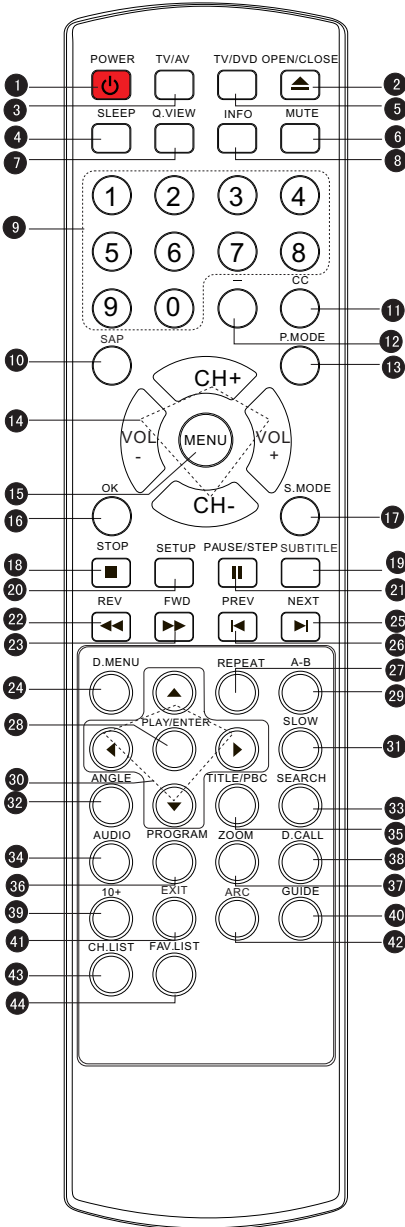 POWER TV/AV TV/DVD OPEN/CLOSE
1 2
3 5
SLEEP Q.VIEW INFO MUTE
4 6
7 8
1 2 3 4
9
5 6 7 8
9 0 – CC
11
12
SAP P.MODE
10 13
CH+
14
VOL - MENU VOL +
15
CH-
OK S.MODE
16 17
STOP SETUP PAUSE/STEP SUBTITLE
18 19
20 21
REV FWD PREV NEXT
22 25
23 26
D.MENU REPEAT A-B
27
24 29
PLAY/ENTER SLOW
28
31
30
ANGLE TITLE/PBC SEARCH
32 33
35
AUDIO PROGRAM ZOOM D.CALL
34 38
36 37
10+ EXIT ARC GUIDE
39 40
41 42
CH.LIST FAV.LIST
43
44